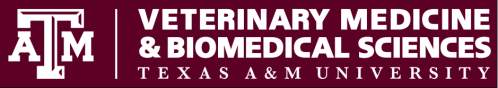 ATM
VETERINARY MEDICINE
& BIOMEDICAL SCIENCES
TEXAS A&M UNIVERSITY